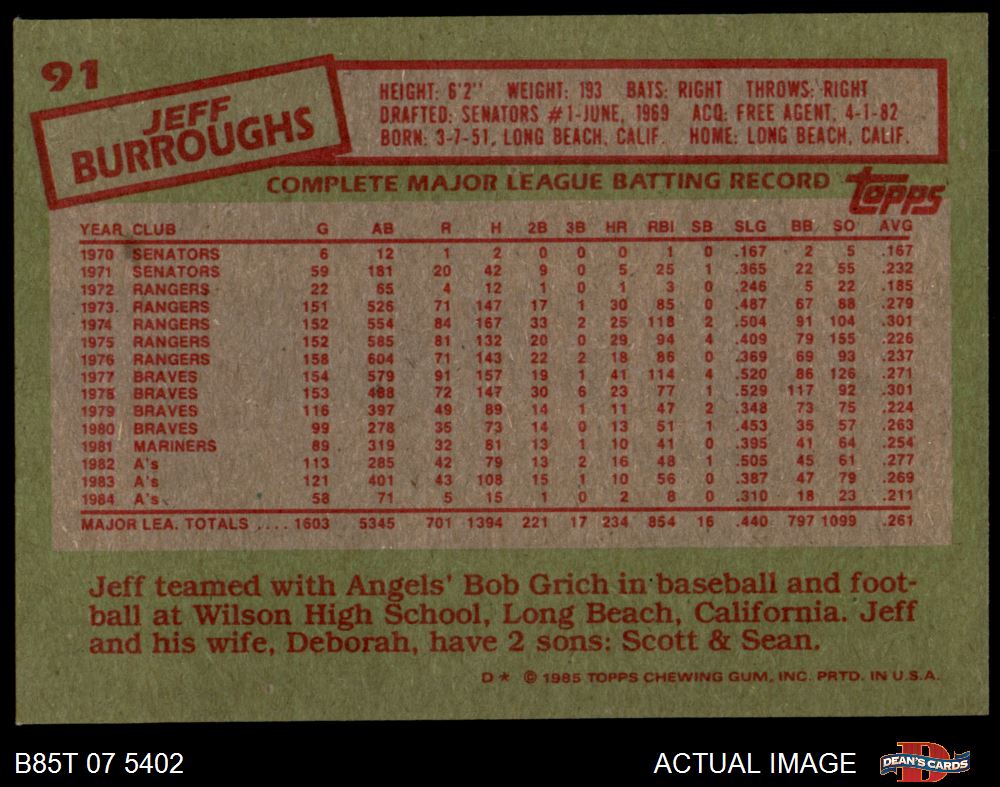 91
JEFF
BURROUGHS
HEIGHT: 6'2" WEIGHT: 193 BATS: RIGHT THROWS: RIGHT
DRAFTED: SENATORS #1-JUNE, 1969 ACQ: FREE AGENT, 4-1-82
BORN: 3-7-51, LONG BEACH, CALIF. HOME: LONG BEACH, CALIF.
COMPLETE MAJOR LEAGUE BATTING RECORD topps
YEAR CLUB G AB R H 2B 3B HR RBI SB SLG BB SO AVG
1970 SENATORS 6 12 1 2 0 0 0 1 0 .167 2 5 .167
1971 SENATORS 59 181 20 42 9 0 5 25 1 .365 22 55 .232
1972 RANGERS 22 65 4 12 1 0 1 3 0 .246 5 22 .185
1973 RANGERS 151 526 71 147 17 1 30 85 0 .487 67 88 .279
1974 RANGERS 152 554 84 167 33 2 25 118 2 .504 91 104 .301
1975 RANGERS 152 585 81 132 20 0 29 94 4 .409 79 155 .226
1976 RANGERS 158 604 71 143 22 2 18 86 0 .369 69 93 .237
1977 BRAVES 154 579 91 157 19 1 41 114 4 .520 86 126 .271
1978 BRAVES 153 488 72 147 30 6 23 77 1 .529 117 92 .301
1979 BRAVES 116 397 49 89 14 1 11 47 2 .348 73 75 .224
1980 BRAVES 99 278 35 73 14 0 13 51 1 .453 35 57 .263
1981 MARINERS 89 319 32 81 13 1 10 41 0 .395 41 64 .254
1982 A's 113 285 42 79 13 2 16 48 1 .505 45 61 .277
1983 A's 121 401 43 108 15 1 10 56 0 .387 47 79 .269
1984 A's 58 71 5 15 1 0 2 8 0 .310 18 23 .211
MAJOR LEA. TOTALS .... 1603 5345 701 1394 221 17 234 854 16 .440 797 1099 .261
Jeff teamed with Angels' Bob Grich in baseball and foot-
ball at Wilson High School, Long Beach, California. Jeff
and his wife, Deborah, have 2 sons: Scott & Sean.
D* © 1985 TOPPS CHEWING GUM, INC. PRTD. IN U.S.A.
B85T 07 5402 ACTUAL IMAGE DEAN'S CARDS